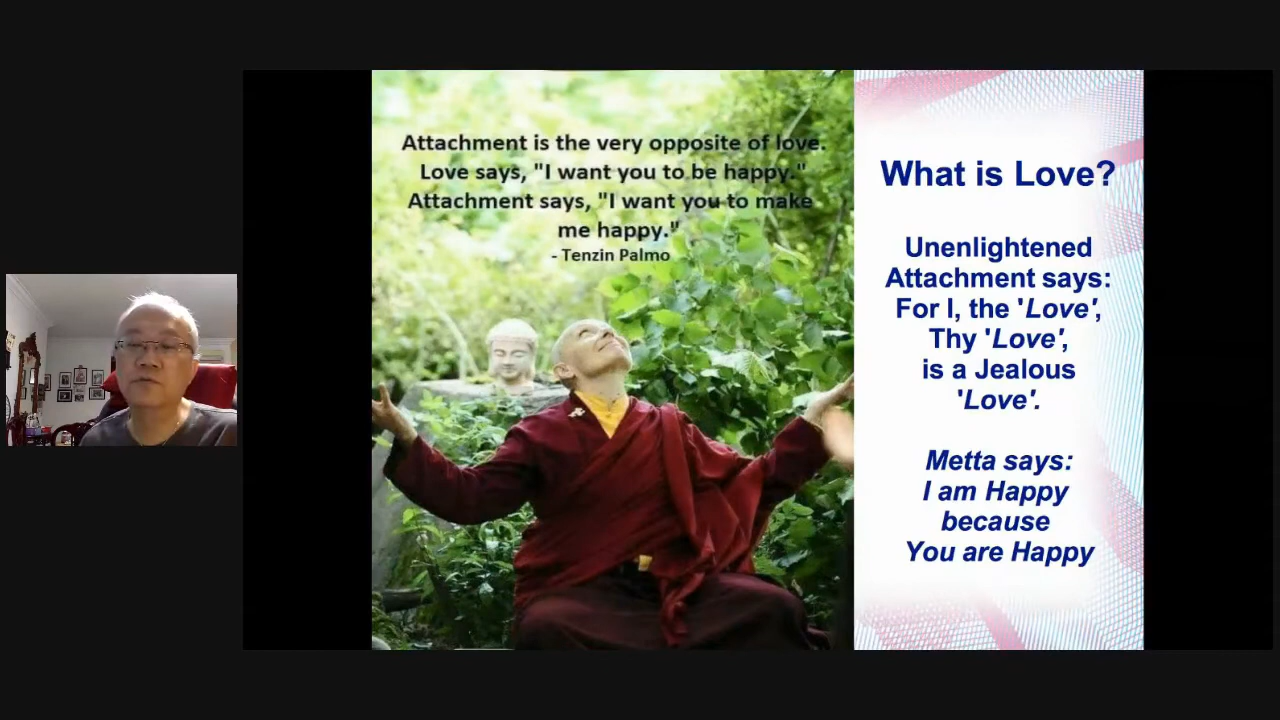 Attachment is the very opposite of love.
Love says, "I want you to be happy."
Attachment says, "I want you to make
me happy."
- Tenzin Palmo
What is Love?
Unenlightened
Attachment says:
For I, the 'Love',
Thy 'Love',
is a Jealous
'Love'.
Metta says:
I am Happy
because
You are Happy